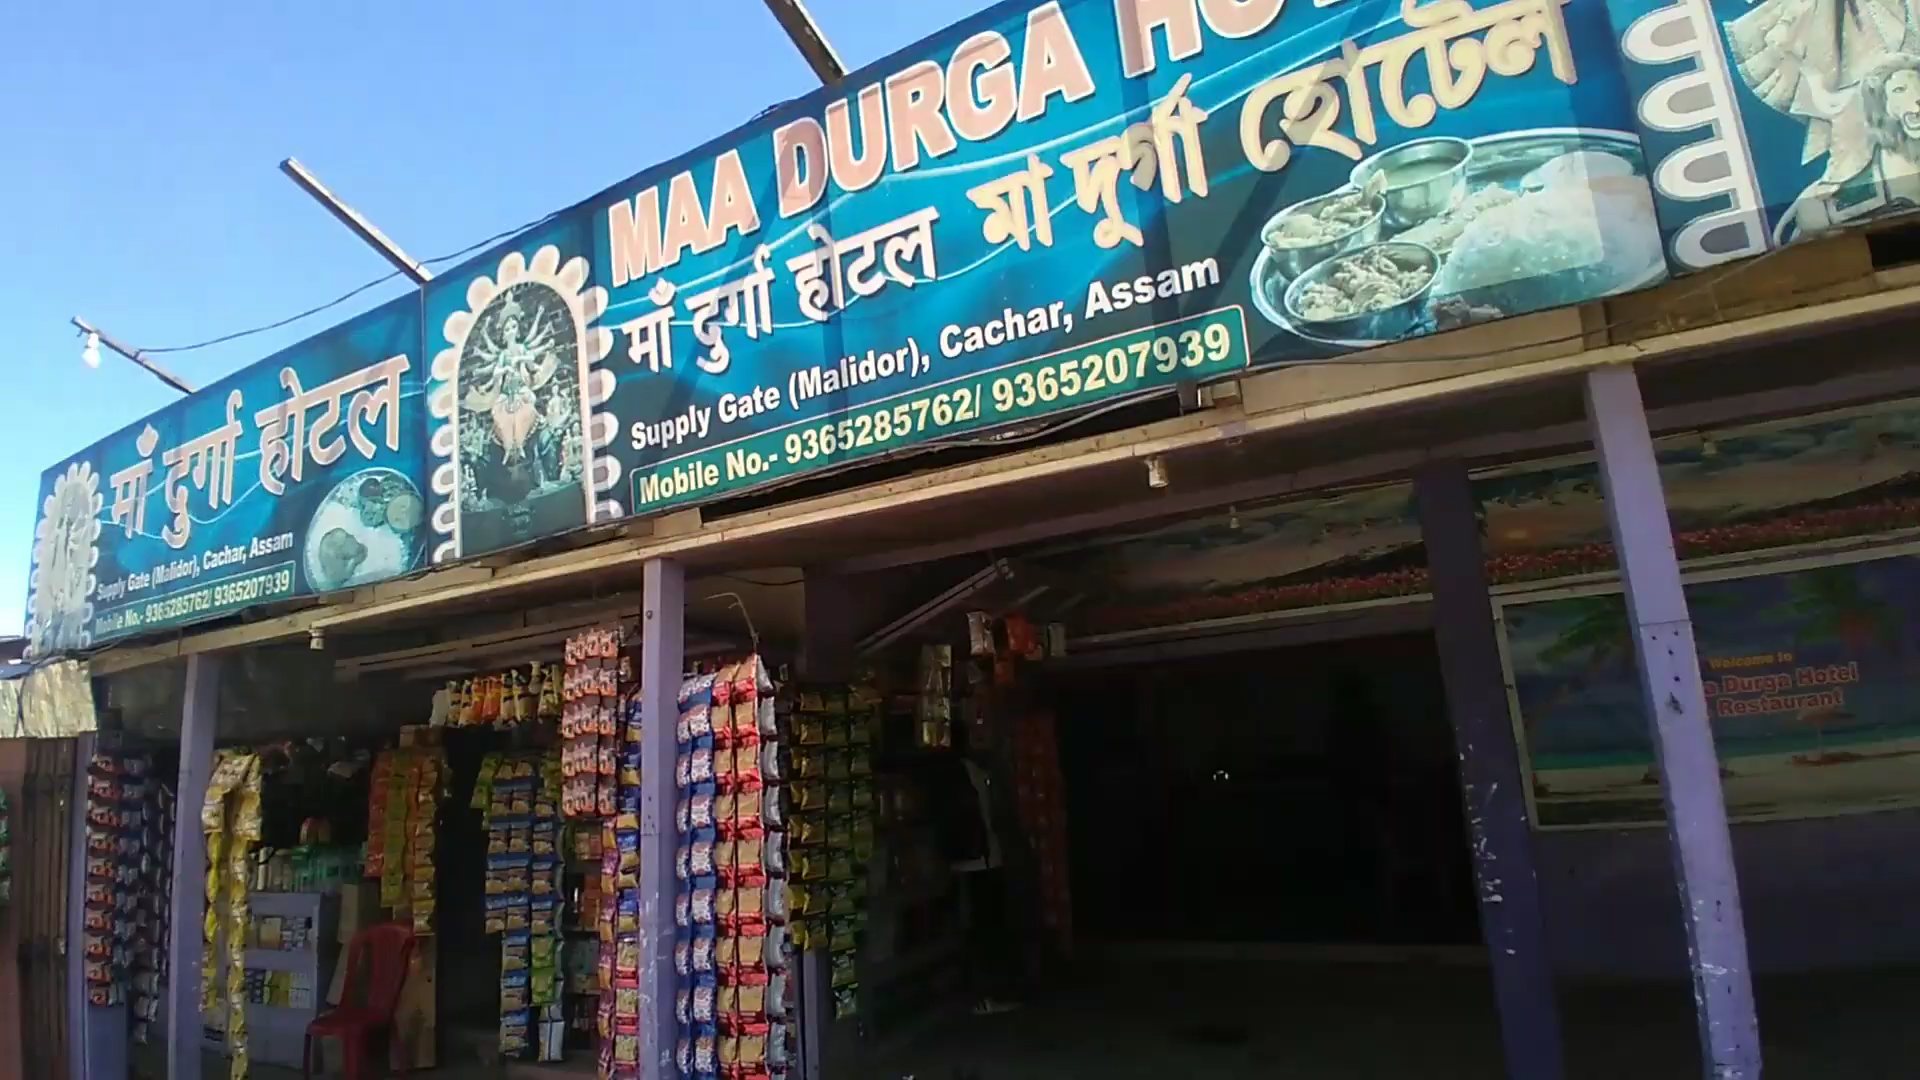 माँ दुर्गा होटल
Supply Gate (Malidor), Cachar, Assam
Mobile No.- 9365285762/ 9365207939
MAA DURGA
माँ दुर्गा होटल মা দুর্গা হোটেল
Supply Gate (Malidor), Cachar, Assam
Mobile No.- 9365285762/ 9365207939
Welcome to
Durga Hotel
Restaurant